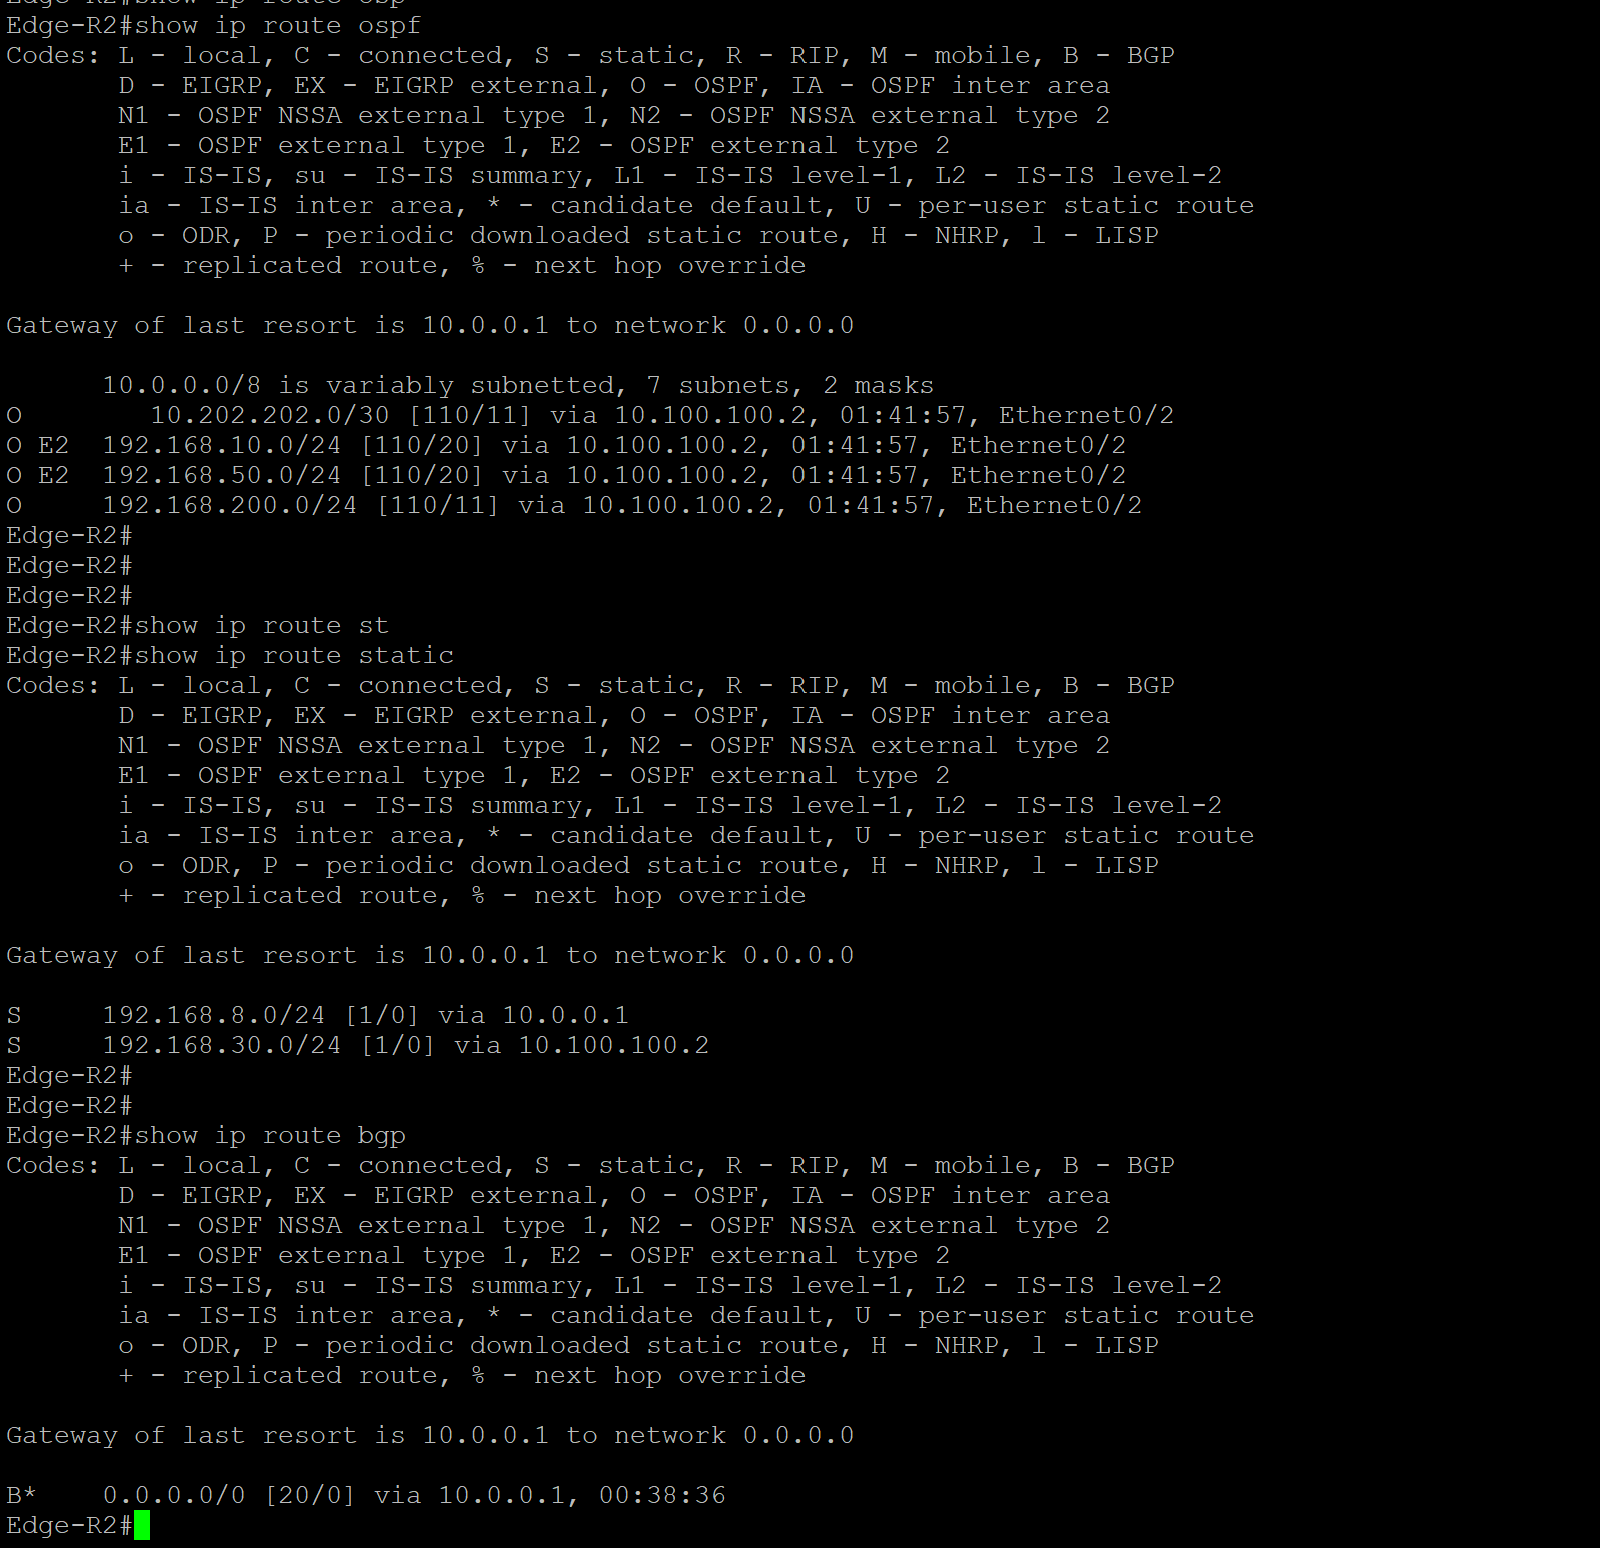 Edge-R2#show ip route osp
Edge-R2#show ip route ospf
Codes: L - local, C - connected, S - static, R - RIP, M - mobile, B - BGP
       D - EIGRP, EX - EIGRP external, O - OSPF, IA - OSPF inter area
       N1 - OSPF NSSA external type 1, N2 - OSPF NSSA external type 2
       E1 - OSPF external type 1, E2 - OSPF external type 2
       i - IS-IS, su - IS-IS summary, L1 - IS-IS level-1, L2 - IS-IS level-2
       ia - IS-IS inter area, * - candidate default, U - per-user static route
       o - ODR, P - periodic downloaded static route, H - NHRP, l - LISP
       + - replicated route, % - next hop override

Gateway of last resort is 10.0.0.1 to network 0.0.0.0

      10.0.0.0/8 is variably subnetted, 7 subnets, 2 masks
O        10.202.202.0/30 [110/11] via 10.100.100.2, 01:41:57, Ethernet0/2
O E2  192.168.10.0/24 [110/20] via 10.100.100.2, 01:41:57, Ethernet0/2
O E2  192.168.50.0/24 [110/20] via 10.100.100.2, 01:41:57, Ethernet0/2
O     192.168.200.0/24 [110/11] via 10.100.100.2, 01:41:57, Ethernet0/2
Edge-R2#
Edge-R2#
Edge-R2#
Edge-R2#show ip route st
Edge-R2#show ip route static
Codes: L - local, C - connected, S - static, R - RIP, M - mobile, B - BGP
       D - EIGRP, EX - EIGRP external, O - OSPF, IA - OSPF inter area
       N1 - OSPF NSSA external type 1, N2 - OSPF NSSA external type 2
       E1 - OSPF external type 1, E2 - OSPF external type 2
       i - IS-IS, su - IS-IS summary, L1 - IS-IS level-1, L2 - IS-IS level-2
       ia - IS-IS inter area, * - candidate default, U - per-user static route
       o - ODR, P - periodic downloaded static route, H - NHRP, l - LISP
       + - replicated route, % - next hop override

Gateway of last resort is 10.0.0.1 to network 0.0.0.0

S     192.168.8.0/24 [1/0] via 10.0.0.1
S     192.168.30.0/24 [1/0] via 10.100.100.2
Edge-R2#
Edge-R2#
Edge-R2#show ip route bgp
Codes: L - local, C - connected, S - static, R - RIP, M - mobile, B - BGP
       D - EIGRP, EX - EIGRP external, O - OSPF, IA - OSPF inter area
       N1 - OSPF NSSA external type 1, N2 - OSPF NSSA external type 2
       E1 - OSPF external type 1, E2 - OSPF external type 2
       i - IS-IS, su - IS-IS summary, L1 - IS-IS level-1, L2 - IS-IS level-2
       ia - IS-IS inter area, * - candidate default, U - per-user static route
       o - ODR, P - periodic downloaded static route, H - NHRP, l - LISP
       + - replicated route, % - next hop override

Gateway of last resort is 10.0.0.1 to network 0.0.0.0

B*    0.0.0.0/0 [20/0] via 10.0.0.1, 00:38:36
Edge-R2#